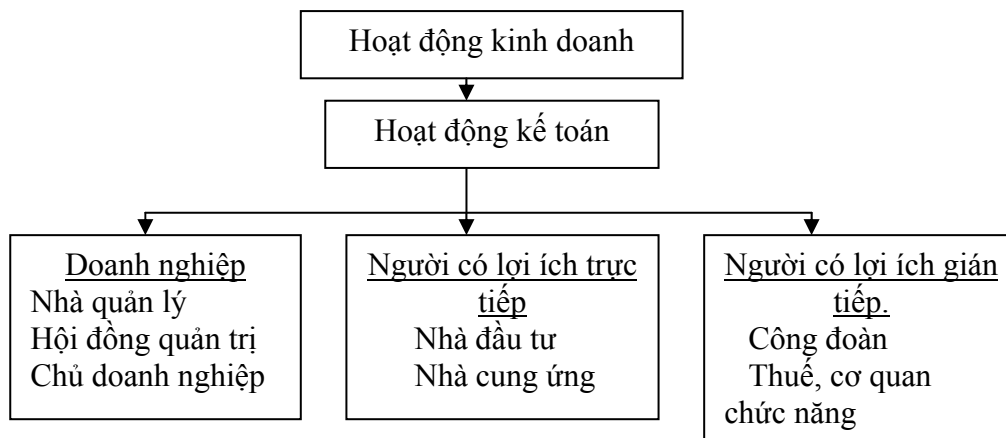 Hoạt động kinh doanh
Hoạt động kế toán
Doanh nghiệp
Nhà quản lý
Hội đồng quản trị
Chủ doanh nghiệp
Người có lợi ích trực
tiếp
Nhà đầu tư
Nhà cung ứng
Người có lợi ích gián
tiếp.
Công đoàn
Thuế, cơ quan
chức năng